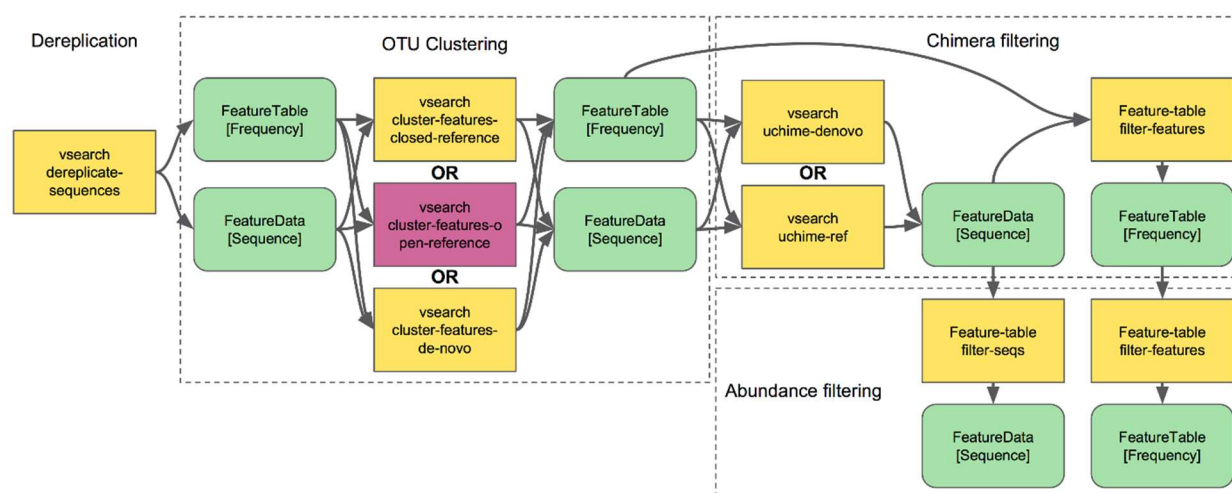 Dereplication
vsearch
dereplicate-
sequences
OTU Clustering
FeatureTable
[Frequency]
FeatureData
[Sequence]
vsearch
cluster-features-
closed-reference
OR
vsearch
cluster-features-o
pen-reference
OR
vsearch
cluster-features-
de-novo
FeatureTable
[Frequency]
FeatureData
[Sequence]
Chimera filtering
vsearch
uchime-denovo
OR
vsearch
uchime-ref
FeatureData
[Sequence]
Feature-table
filter-features
FeatureTable
[Frequency]
Abundance filtering
Feature-table
filter-seqs
FeatureData
[Sequence]
Feature-table
filter-features
FeatureTable
[Frequency]